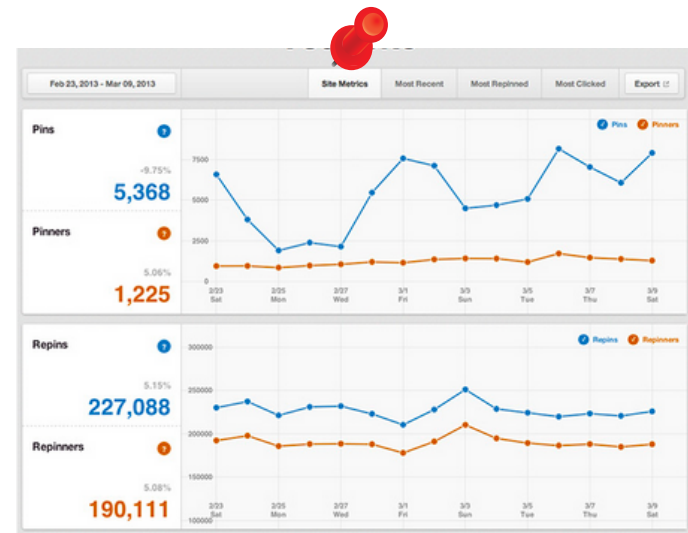 Feb 23, 2013 - Mar 09, 2013
Site Metrics
Most Recent
Most Repinned
Most Clicked
Export
Pins ?
-9.75%
5,368
Pinners ?
5.06%
1,225
Pins Pinners
7500
5000
2500
0
2/23 2/25 2/27 3/1 3/3 3/5 3/7 3/9
Sat Mon Wed Fri Sun Tue Thu Sat
Repins ?
5.15%
227,088
Repinners ?
5.08%
190,111
Repins Repinners
300000
250000
200000
150000
100000
2/23 2/25 2/27 3/1 3/3 3/5 3/7 3/9
Sat Mon Wed Fri Sun Tue Thu Sat